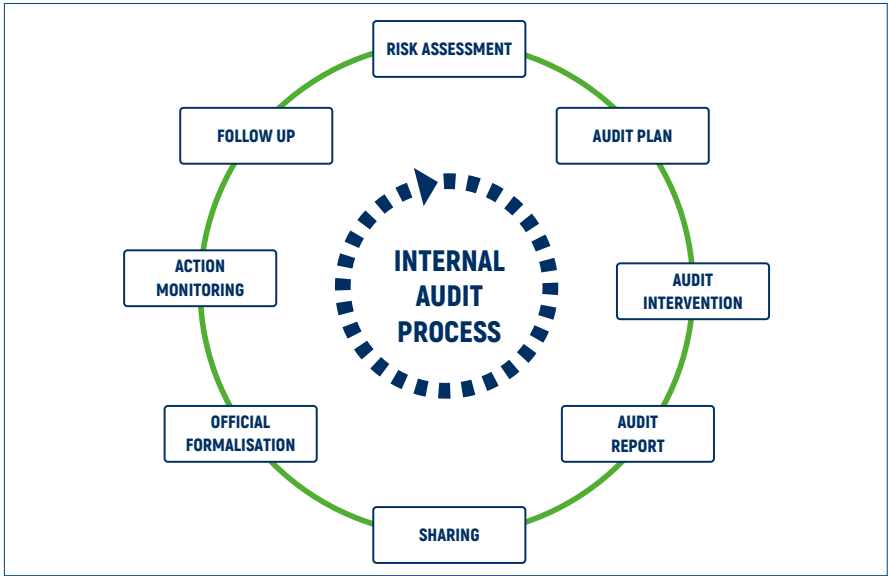 RISK ASSESSMENT
AUDIT PLAN
AUDIT
INTERVENTION
AUDIT
REPORT
SHARING
OFFICIAL
FORMALISATION
ACTION
MONITORING
FOLLOW UP
INTERNAL
AUDIT
PROCESS